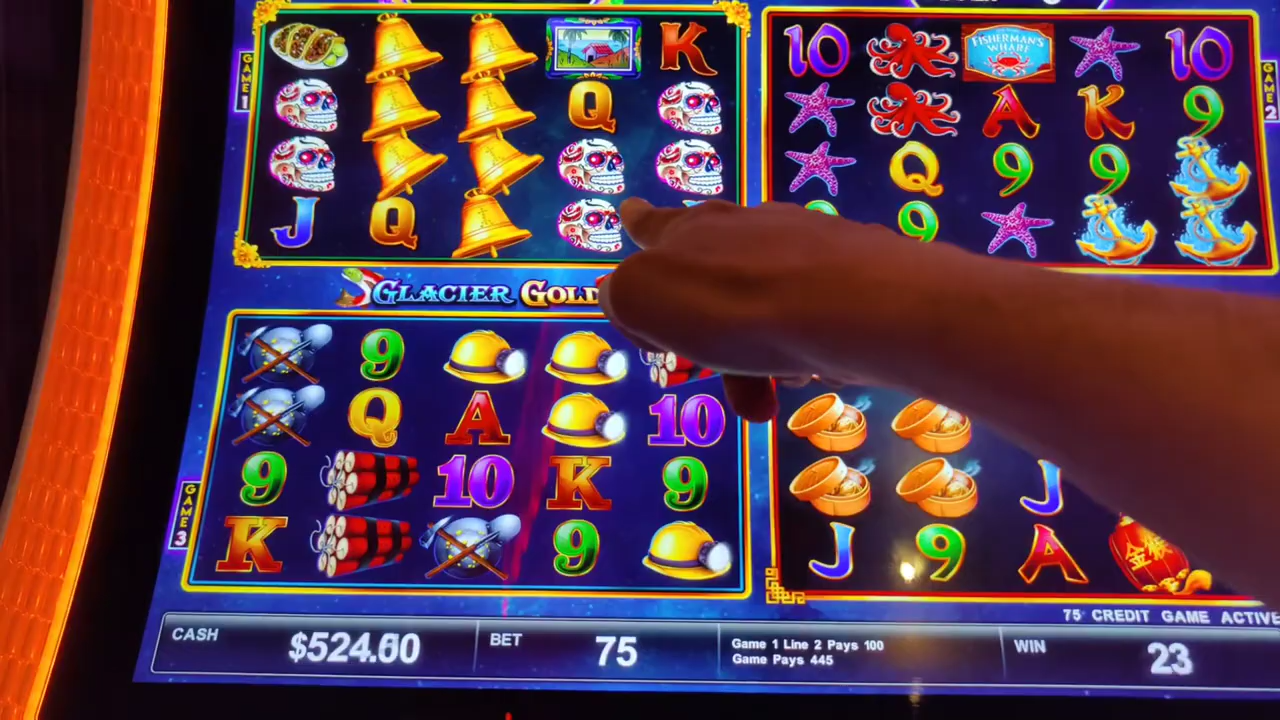 K
10
FISHERMAN'S
WHARF
10
GAME 1
Q
A
K
9
GAME 2
Q
9
9
J
Q
9
GLACIER GOLD
9
Q
A
10
9
10
K
9
J
GAME 3
K
9
J
9
A
金猴
75 CREDIT GAME ACTIVE
CASH
$524.60
BET
75
Game 1 Line 2 Pays 100
Game Pays 445
WIN
23